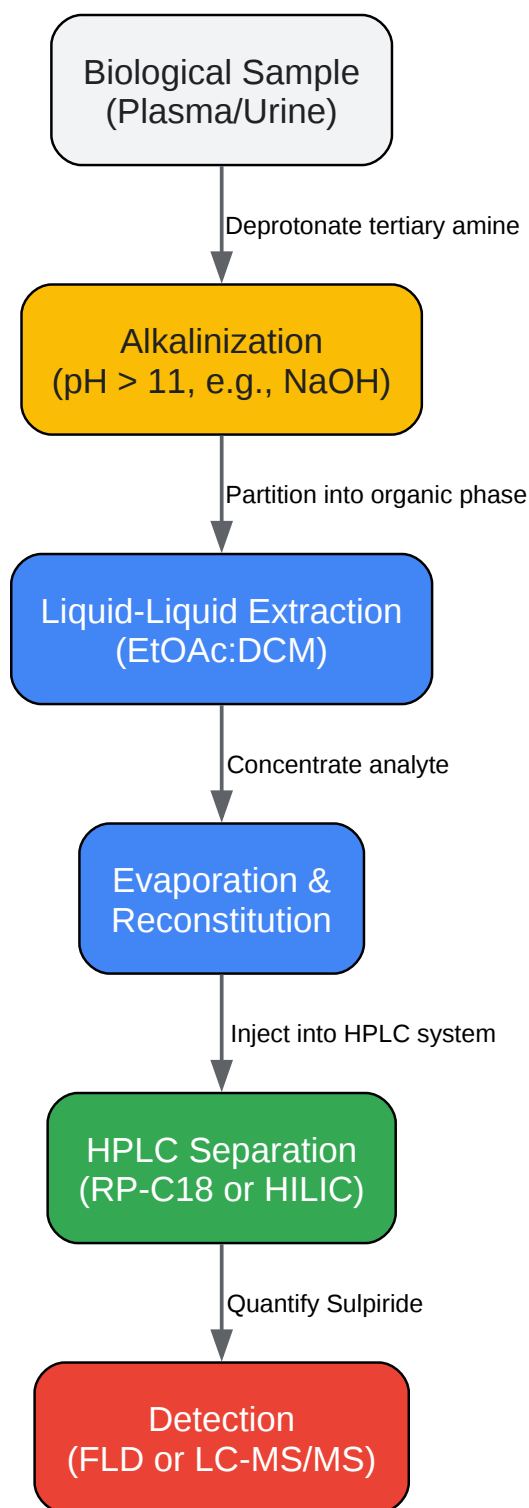 Biological Sample
(Plasma/Urine)
Deprotonate tertiary amine
Alkalinization
(pH > 11, e.g., NaOH)
Partition into organic phase
Liquid-Liquid Extraction
(EtOAc:DCM)
Concentrate analyte
Evaporation &
Reconstitution
Inject into HPLC system
HPLC Separation
(RP-C18 or HILIC)
Quantify Sulpiride
Detection
(FLD or LC-MS/MS)